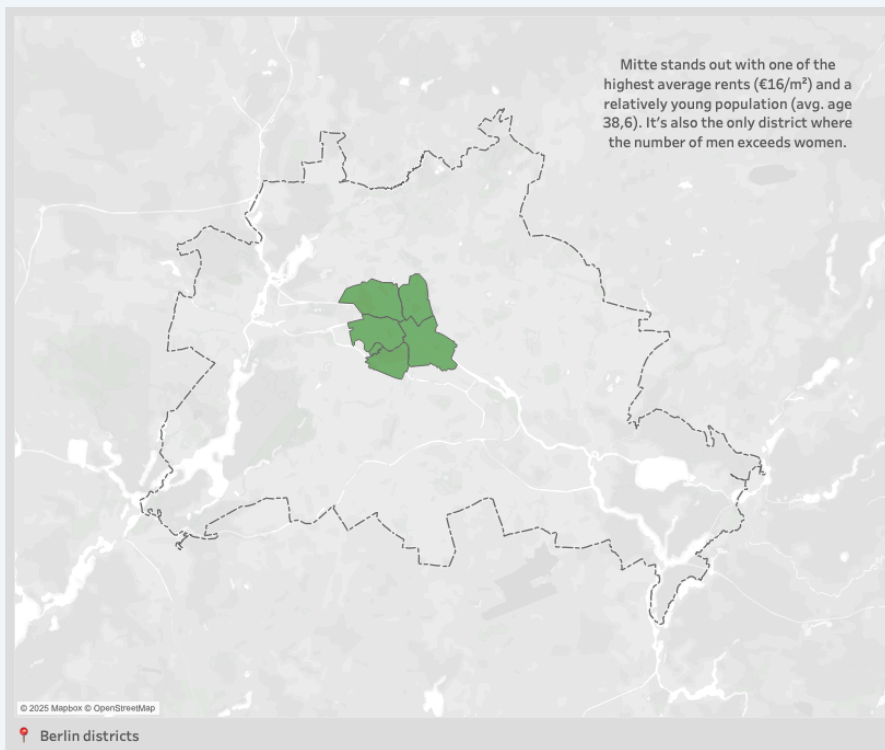 Mitte stands out with one of the
highest average rents (€16/m²) and a
relatively young population (avg. age
38,6). It's also the only district where
the number of men exceeds women.
© 2025 Mapbox © OpenStreetMap
Berlin districts